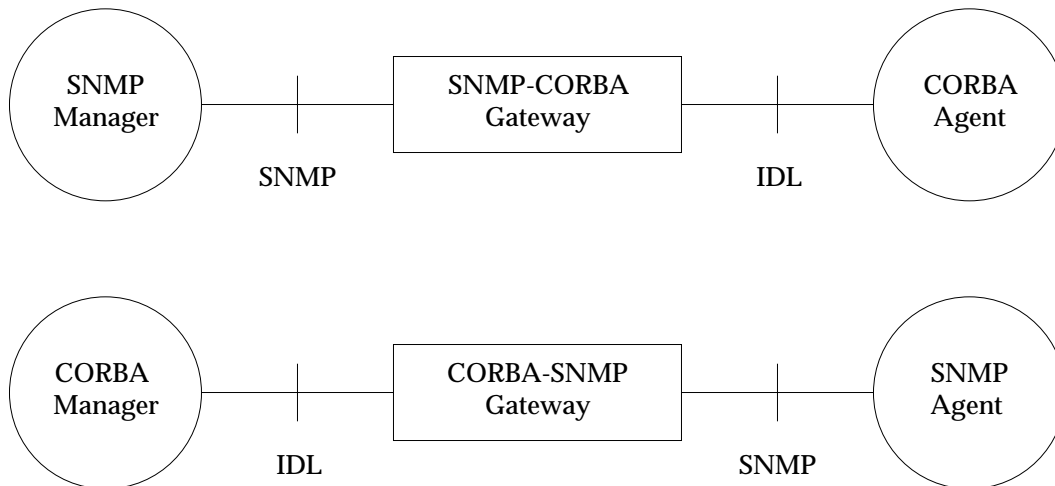 SNMP
Manager
SNMP-CORBA
Gateway
CORBA
Agent
SNMP
IDL
CORBA
Manager
CORBA-SNMP
Gateway
SNMP
Agent
IDL
SNMP